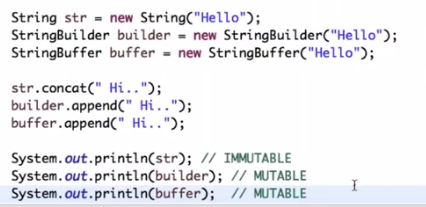 String str = new String("Hello");
StringBuilder builder = new StringBuilder("Hello");
StringBuffer buffer = new StringBuffer("Hello");
str.concat(" Hi..");
builder.append(" Hi..");
buffer.append(" Hi..");
System.out.println(str); // IMMUTABLE
System.out.println(builder); // MUTABLE
System.out.println(buffer);  // MUTABLE